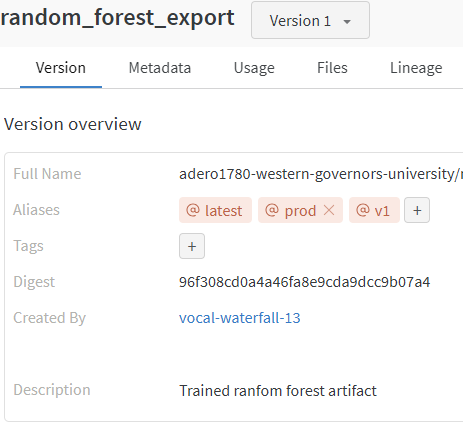 random_forest_export Version 1
Version Metadata Usage Files Lineage
Version overview
Full Name adero1780-western-governors-university/
Aliases @ latest @ prod × @ v1 +
Tags +
Digest 96f308cd0a4a46fa8e9cda9dcc9b07a4
Created By vocal-waterfall-13
Description Trained ranfom forest artifact